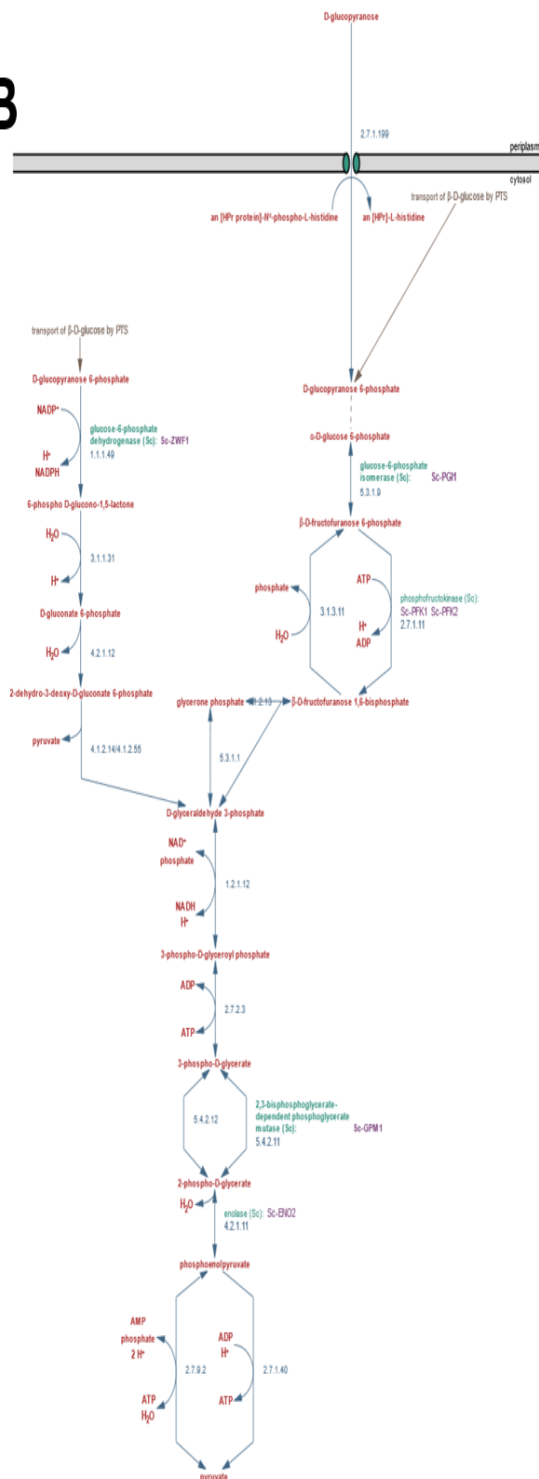 B
D-glucopyranose
2.7.1.199
periplasm
cytosol
transport of β-D-glucose by PTS
an [HPr protein]-Nπ-phospho-L-histidine
an [HPr]-L-histidine
transport of β-D-glucose by PTS
D-glucopyranose 6-phosphate
D-glucopyranose 6-phosphate
NADP⁺
glucose-6-phosphate
dehydrogenase (Sc): Sc-ZWF1
1.1.1.49
H⁺
NADPH
α-D-glucose 6-phosphate
glucose-6-phosphate
isomerase (Sc): Sc-PGI1
5.3.1.9
6-phospho D-glucono-1,5-lactone
β-D-fructofuranose 6-phosphate
H₂O
3.1.1.31
H⁺
phosphate
3.1.3.11
H₂O
ATP
H⁺
ADP
phosphofructokinase (Sc):
Sc-PFK1 Sc-PFK2
2.7.1.11
D-gluconate 6-phosphate
H₂O
4.2.1.12
2-dehydro-3-deoxy-D-gluconate 6-phosphate
glycerone phosphate
β-D-fructofuranose 1,6-bisphosphate
pyruvate
4.1.2.14/4.1.2.55
5.3.1.1
D-glyceraldehyde 3-phosphate
NAD⁺
phosphate
1.2.1.12
NADH
H⁺
3-phospho-D-glyceroyl phosphate
ADP
2.7.2.3
ATP
3-phospho-D-glycerate
5.4.2.12
2,3-bisphosphoglycerate-
dependent phosphoglycerate
mutase (Sc): Sc-GPM1
5.4.2.11
2-phospho-D-glycerate
H₂O
enolase (Sc): Sc-ENO2
4.2.1.11
phosphoenolpyruvate
AMP
phosphate
2 H⁺
2.7.9.2
ATP
H₂O
ADP
H⁺
2.7.1.40
ATP
pyruvate